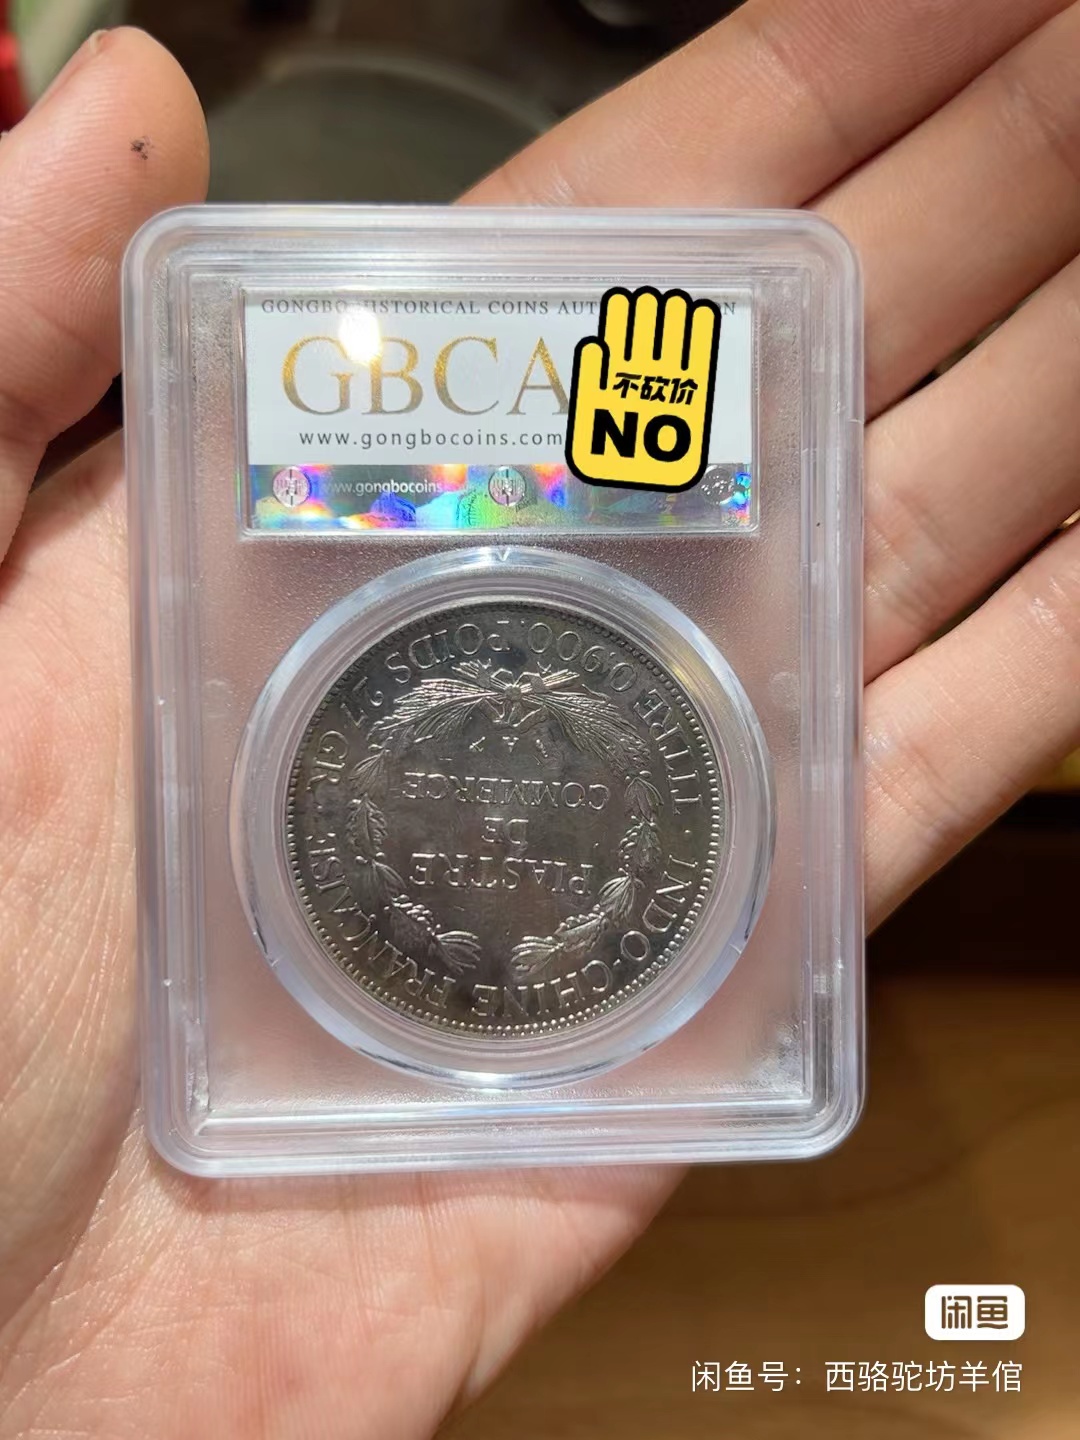 GONGBO HISTORICAL COINS AUT
N
GBCA
www.gongbocoins.com
不砍价
NO
www.gongbocoins
TITRE 0,900. POIDS 27 GR.
INDO-CHINE FRANÇAISE
PIASTRE
DE
COMMERCE
A
闲鱼
闲鱼号：西骆驼坊羊倌